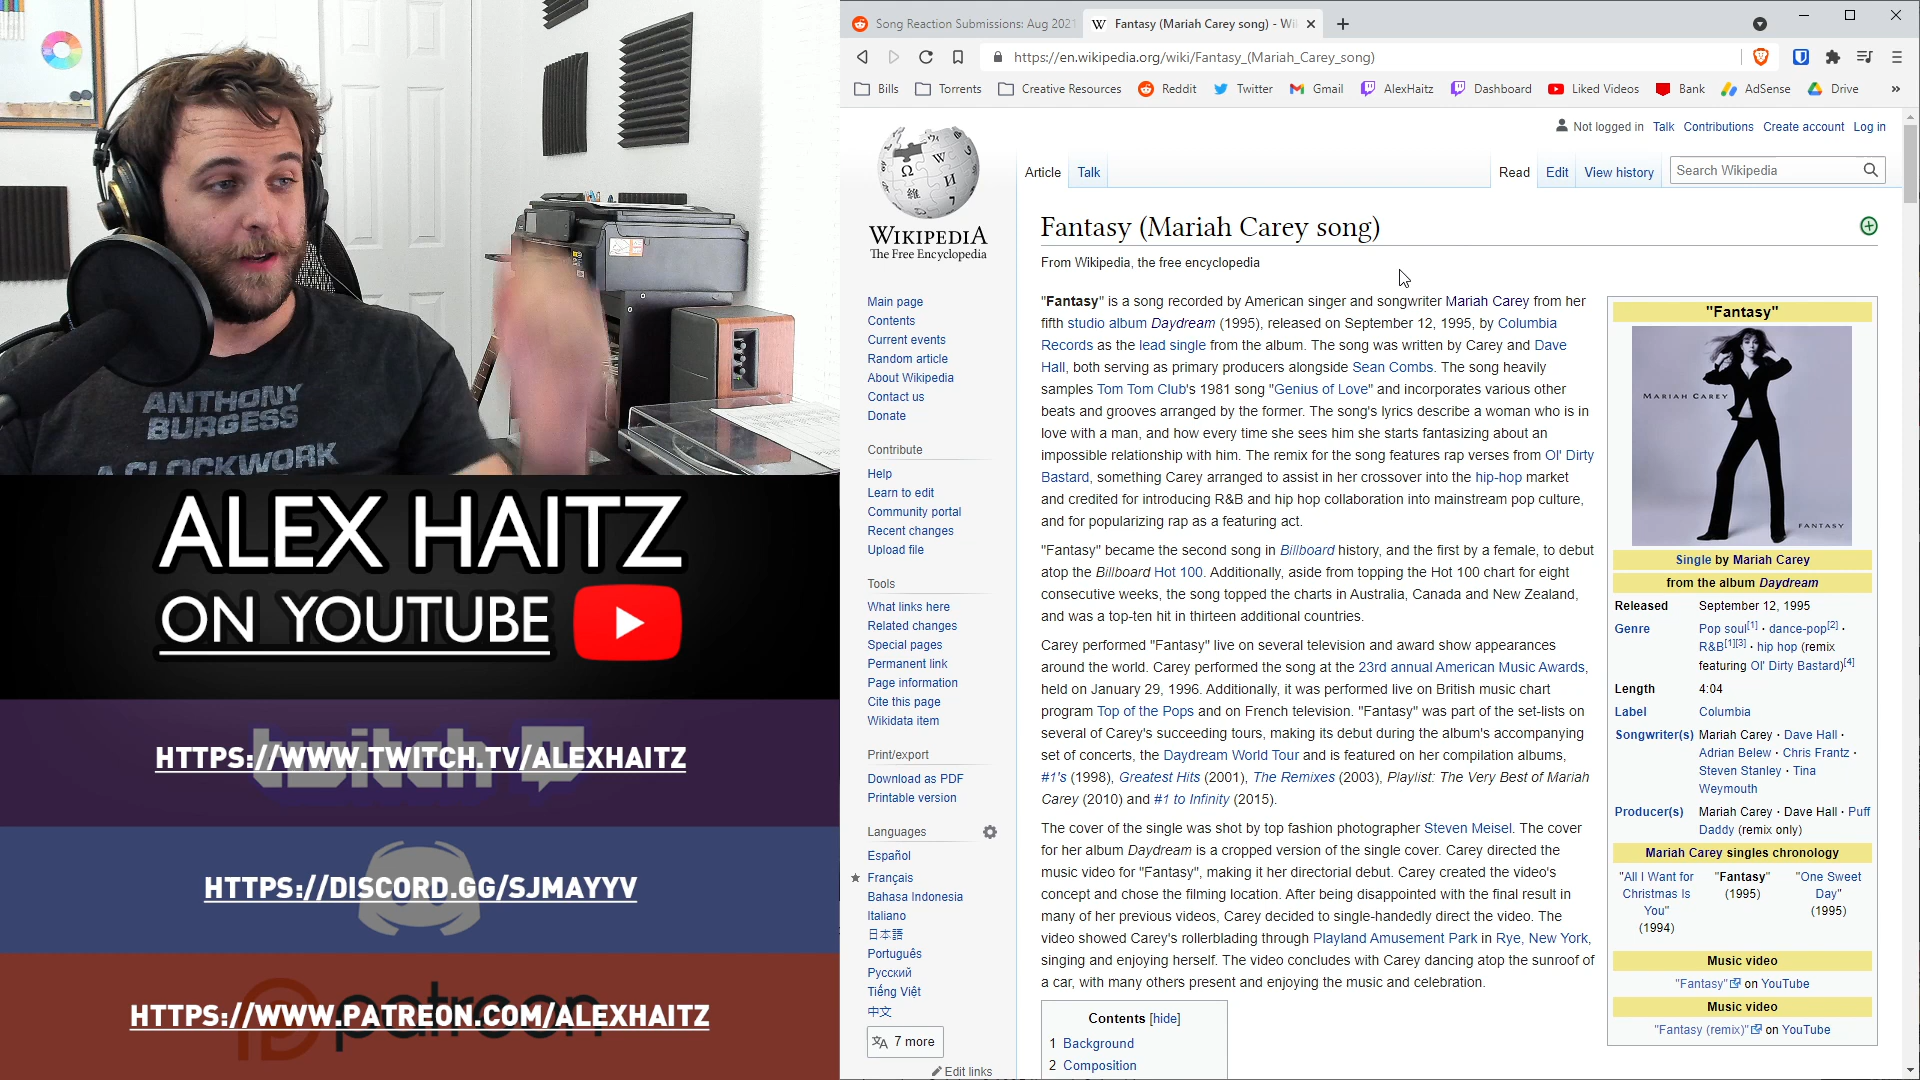 ANTHONY
BURGESS
A CLOCKWORK
ALEX HAITZ
ON YOUTUBE
twitch
HTTPS://WWW.TWITCH.TV/ALEXHAITZ
HTTPS://DISCORD.GG/SJMAYYV
patreon
HTTPS://WWW.PATREON.COM/ALEXHAITZ
Song Reaction Submissions: Aug 2021
Fantasy (Mariah Carey song) - Wi
https://en.wikipedia.org/wiki/Fantasy_(Mariah_Carey_song)
Bills Torrents Creative Resources Reddit Twitter Gmail AlexHaitz Dashboard Liked Videos Bank AdSense Drive »
Not logged in Talk Contributions Create account Log in
Article Talk Read Edit View history Search Wikipedia
WIKIPEDIA
The Free Encyclopedia
Main page
Contents
Current events
Random article
About Wikipedia
Contact us
Donate
Contribute
Help
Learn to edit
Community portal
Recent changes
Upload file
Tools
What links here
Related changes
Special pages
Permanent link
Page information
Cite this page
Wikidata item
Print/export
Download as PDF
Printable version
Languages
Español
Français
Bahasa Indonesia
Italiano
日本語
Português
Русский
Tiếng Việt
中文
7 more
Edit links
Fantasy (Mariah Carey song)
From Wikipedia, the free encyclopedia
"Fantasy" is a song recorded by American singer and songwriter Mariah Carey from her
fifth studio album Daydream (1995), released on September 12, 1995, by Columbia
Records as the lead single from the album. The song was written by Carey and Dave
Hall, both serving as primary producers alongside Sean Combs. The song heavily
samples Tom Tom Club's 1981 song "Genius of Love" and incorporates various other
beats and grooves arranged by the former. The song's lyrics describe a woman who is in
love with a man, and how every time she sees him she starts fantasizing about an
impossible relationship with him. The remix for the song features rap verses from Ol' Dirty
Bastard, something Carey arranged to assist in her crossover into the hip-hop market
and credited for introducing R&B and hip hop collaboration into mainstream pop culture,
and for popularizing rap as a featuring act.
"Fantasy" became the second song in Billboard history, and the first by a female, to debut
atop the Billboard Hot 100. Additionally, aside from topping the Hot 100 chart for eight
consecutive weeks, the song topped the charts in Australia, Canada and New Zealand,
and was a top-ten hit in thirteen additional countries.
Carey performed "Fantasy" live on several television and award show appearances
around the world. Carey performed the song at the 23rd annual American Music Awards,
held on January 29, 1996. Additionally, it was performed live on British music chart
program Top of the Pops and on French television. "Fantasy" was part of the set-lists on
several of Carey's succeeding tours, making its debut during the album's accompanying
set of concerts, the Daydream World Tour and is featured on her compilation albums,
#1's (1998), Greatest Hits (2001), The Remixes (2003), Playlist: The Very Best of Mariah
Carey (2010) and #1 to Infinity (2015).
The cover of the single was shot by top fashion photographer Steven Meisel. The cover
for her album Daydream is a cropped version of the single cover. Carey directed the
music video for "Fantasy", making it her directorial debut. Carey created the video's
concept and chose the filming location. After being disappointed with the final result in
many of her previous videos, Carey decided to single-handedly direct the video. The
video showed Carey's rollerblading through Playland Amusement Park in Rye, New York,
singing and enjoying herself. The video concludes with Carey dancing atop the sunroof of
a car, with many others present and enjoying the music and celebration.
Contents [hide]
1 Background
2 Composition
"Fantasy"
MARIAH CAREY
FANTASY
Single by Mariah Carey
from the album Daydream
Released September 12, 1995
Genre Pop soul[1] · dance-pop[2] ·
R&B[1][3] · hip hop (remix
featuring Ol' Dirty Bastard)[4]
Length 4:04
Label Columbia
Songwriter(s) Mariah Carey · Dave Hall ·
Adrian Belew · Chris Frantz ·
Steven Stanley · Tina
Weymouth
Producer(s) Mariah Carey · Dave Hall · Puff
Daddy (remix only)
Mariah Carey singles chronology
"All I Want for "Fantasy" "One Sweet
Christmas Is (1995) Day"
You" (1995)
(1994)
Music video
"Fantasy" on YouTube
Music video
"Fantasy (remix)" on YouTube